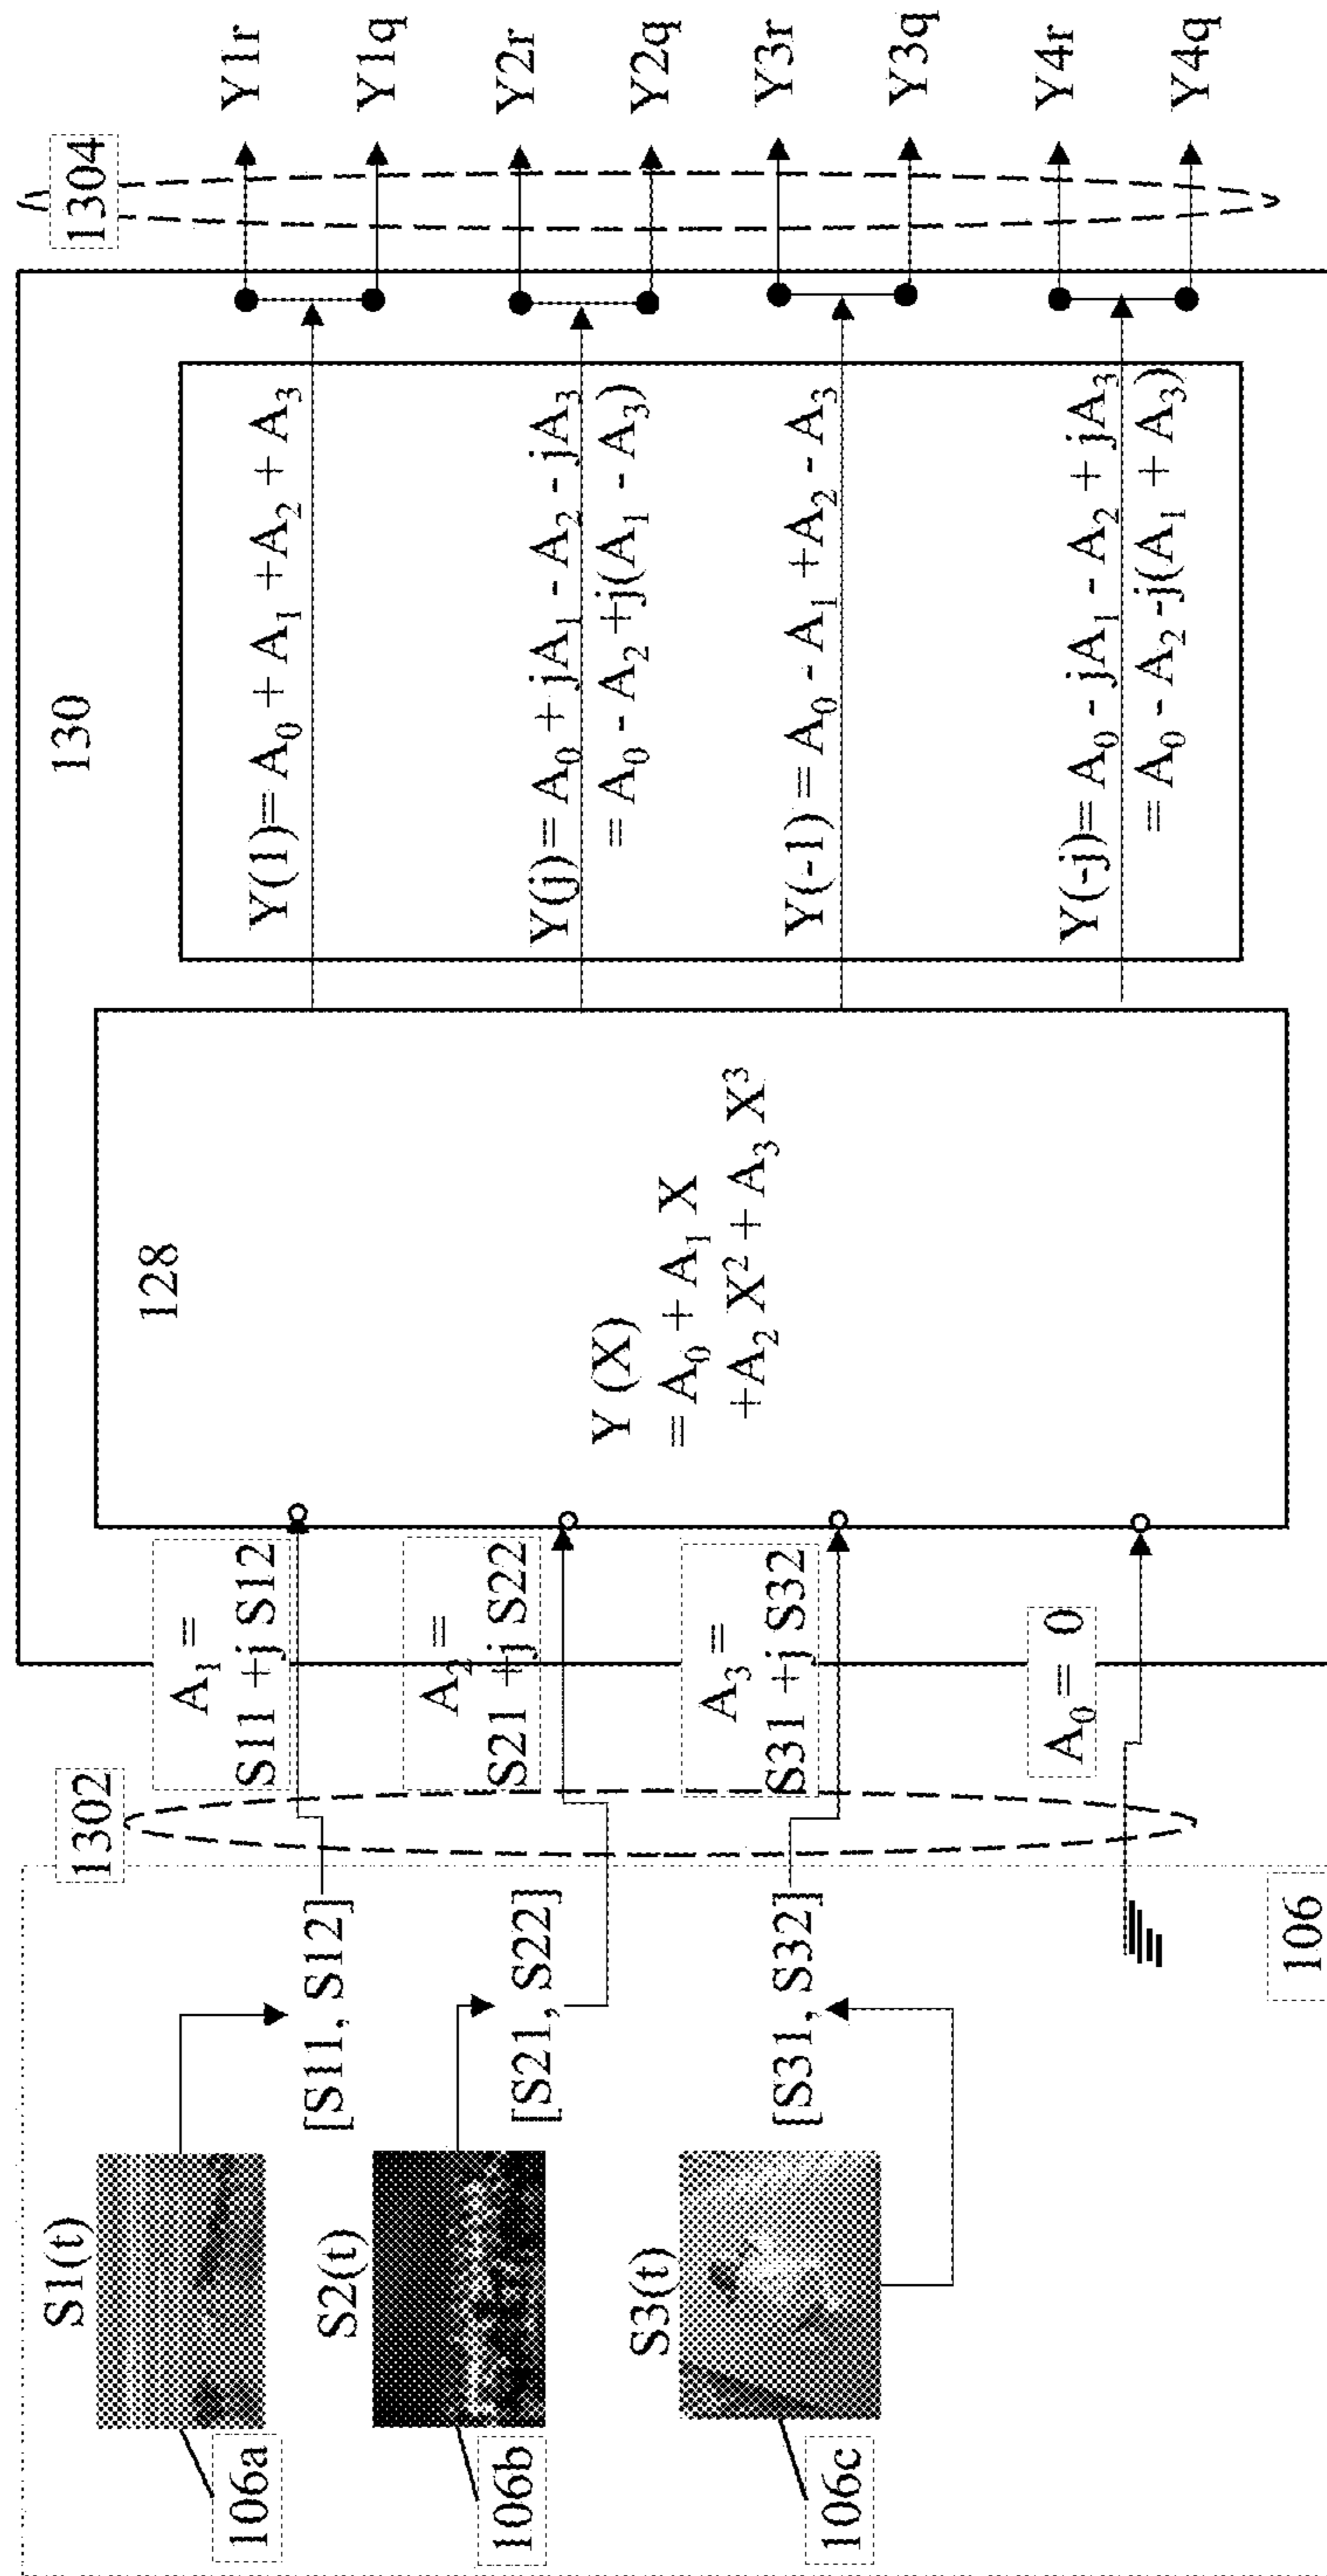 S1(t)
106a
[S11, S12]
S2(t)
106b
[S21, S22]
S3(t)
106c
[S31, S32]
106
1302
A₁ =
S11 +j S12
A₂ =
S21 +j S22
A₃ =
S31 +j S32
A₀ = 0
128
Y (X)
= A₀ + A₁ X
+A₂ X² + A₃ X³
130
Y(1)= A₀ + A₁ +A₂ + A₃
Y(j)= A₀ + jA₁ - A₂ - jA₃
= A₀ - A₂ +j(A₁ - A₃)
Y(-1) = A₀ - A₁ +A₂ - A₃
Y(-j)= A₀ - jA₁ - A₂ + jA₃
= A₀ - A₂ -j(A₁ + A₃)
1304
Y1r
Y1q
Y2r
Y2q
Y3r
Y3q
Y4r
Y4q